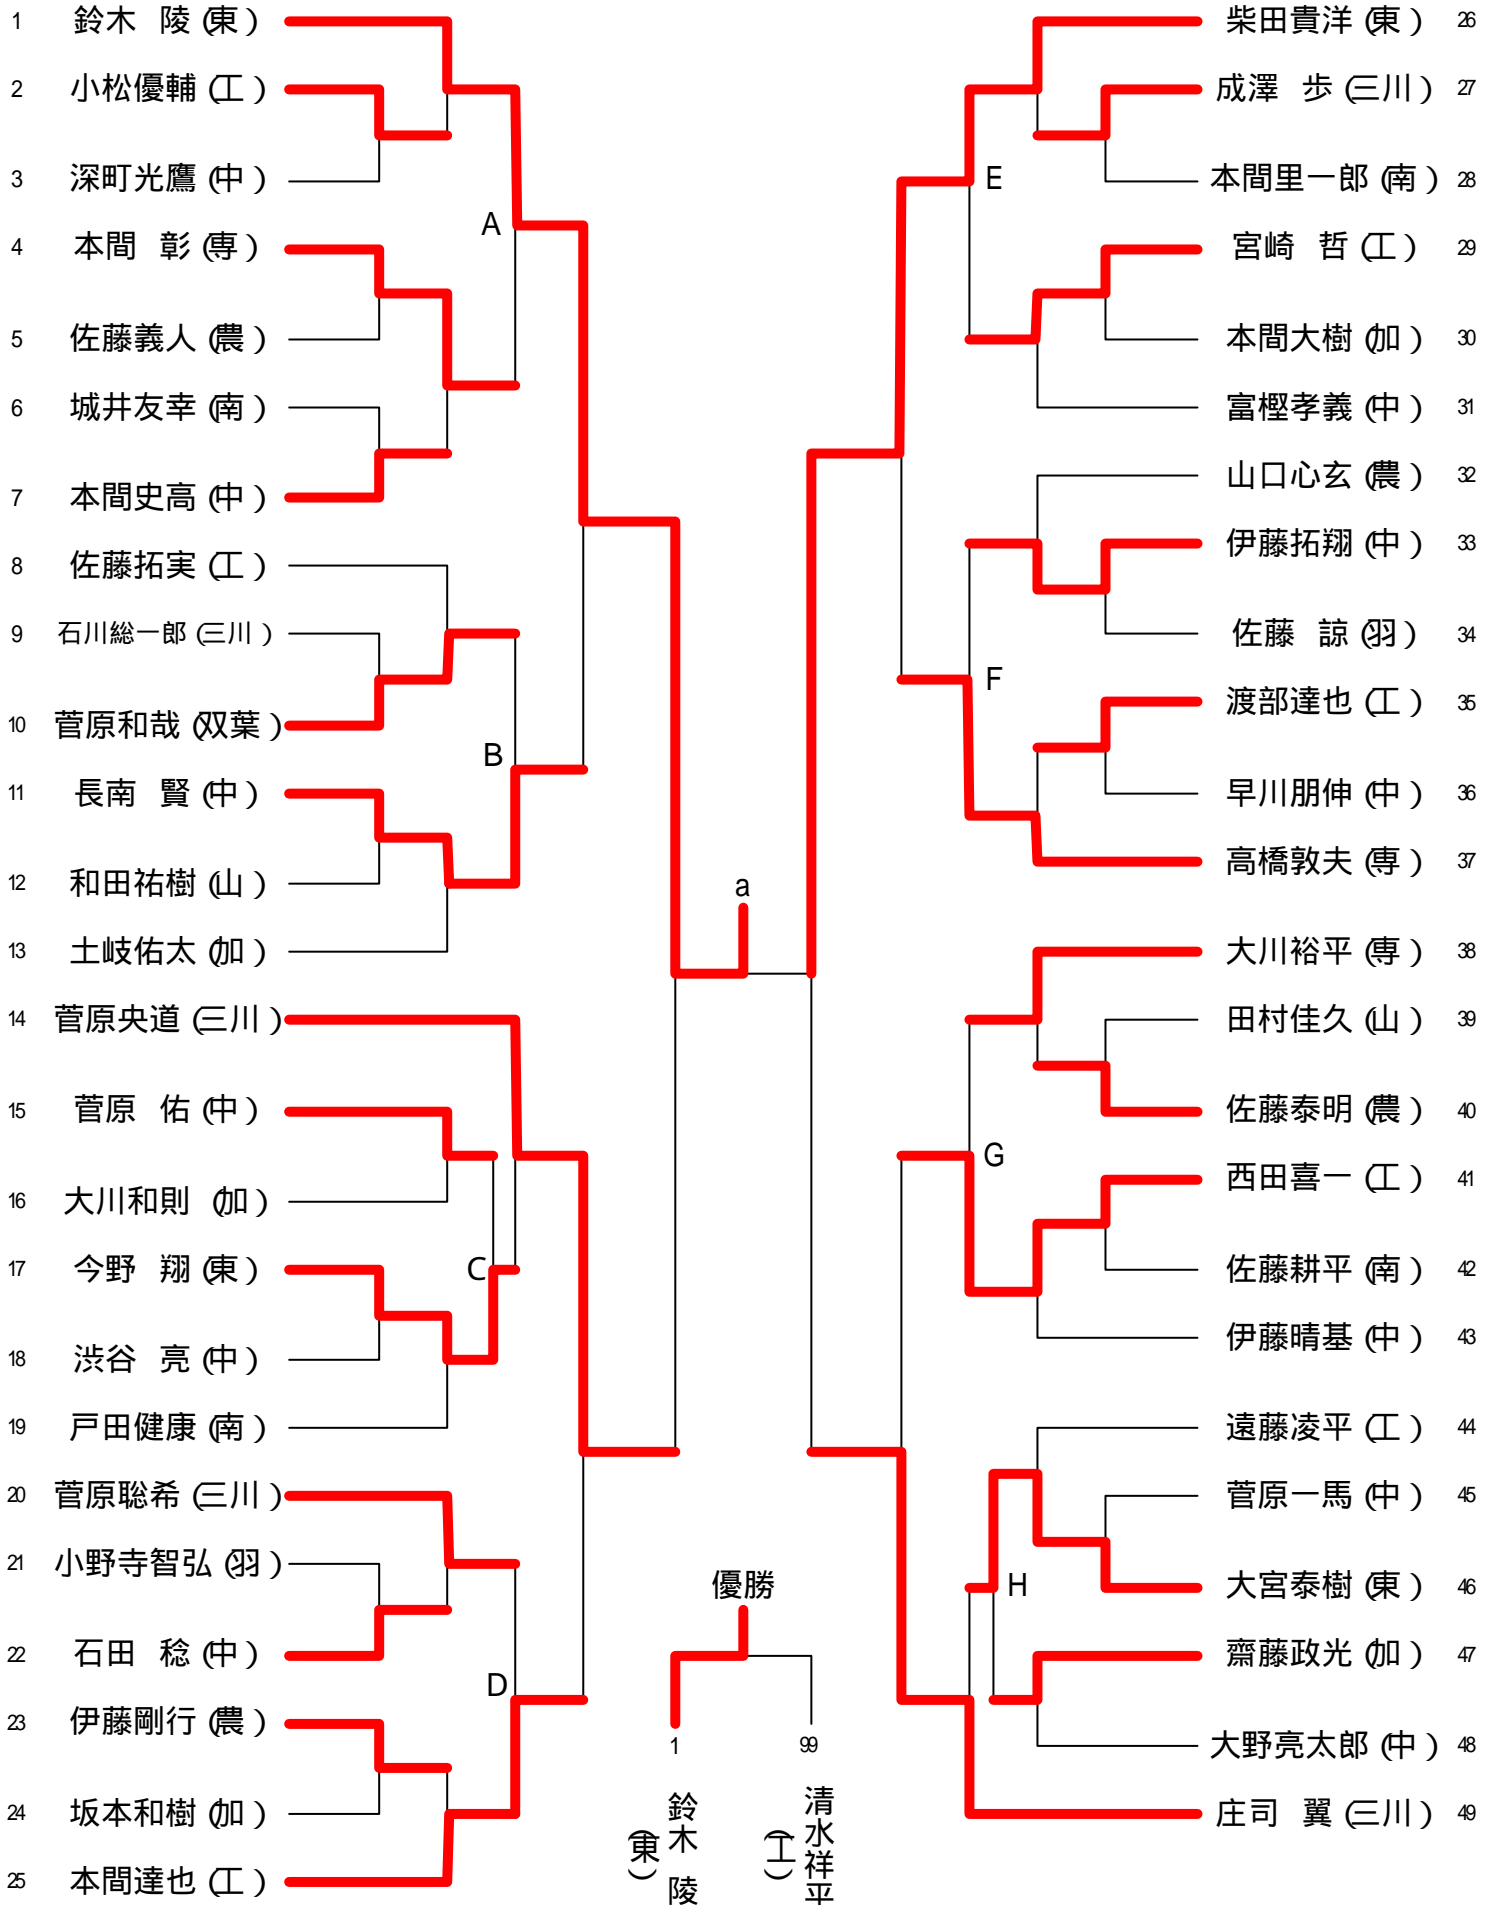 1 鈴木 陵 (東)
2 小松優輔 (工)
3 深町光鷹 (中)
4 本間 彰 (専)
5 佐藤義人 (農)
6 城井友幸 (南)
7 本間史高 (中)
8 佐藤拓実 (工)
9 石川総一郎 (三川)
10 菅原和哉 (双葉)
11 長南 賢 (中)
12 和田祐樹 (山)
13 土岐佑太 (加)
14 菅原央道 (三川)
15 菅原 佑 (中)
16 大川和則 (加)
17 今野 翔 (東)
18 渋谷 亮 (中)
19 戸田健康 (南)
20 菅原聡希 (三川)
21 小野寺智弘 (羽)
22 石田 稔 (中)
23 伊藤剛行 (農)
24 坂本和樹 (加)
25 本間達也 (工)
A
B
C
D
a
優勝
1
99
鈴木 陵 (東)
清水祥平 (工)
E
F
G
H
柴田貴洋 (東) 26
成澤 歩 (三川) 27
本間里一郎 (南) 28
宮崎 哲 (工) 29
本間大樹 (加) 30
富樫孝義 (中) 31
山口心玄 (農) 32
伊藤拓翔 (中) 33
佐藤 諒 (羽) 34
渡部達也 (工) 35
早川朋伸 (中) 36
高橋敦夫 (専) 37
大川裕平 (専) 38
田村佳久 (山) 39
佐藤泰明 (農) 40
西田喜一 (工) 41
佐藤耕平 (南) 42
伊藤晴基 (中) 43
遠藤凌平 (工) 44
菅原一馬 (中) 45
大宮泰樹 (東) 46
齋藤政光 (加) 47
大野亮太郎 (中) 48
庄司 翼 (三川) 49